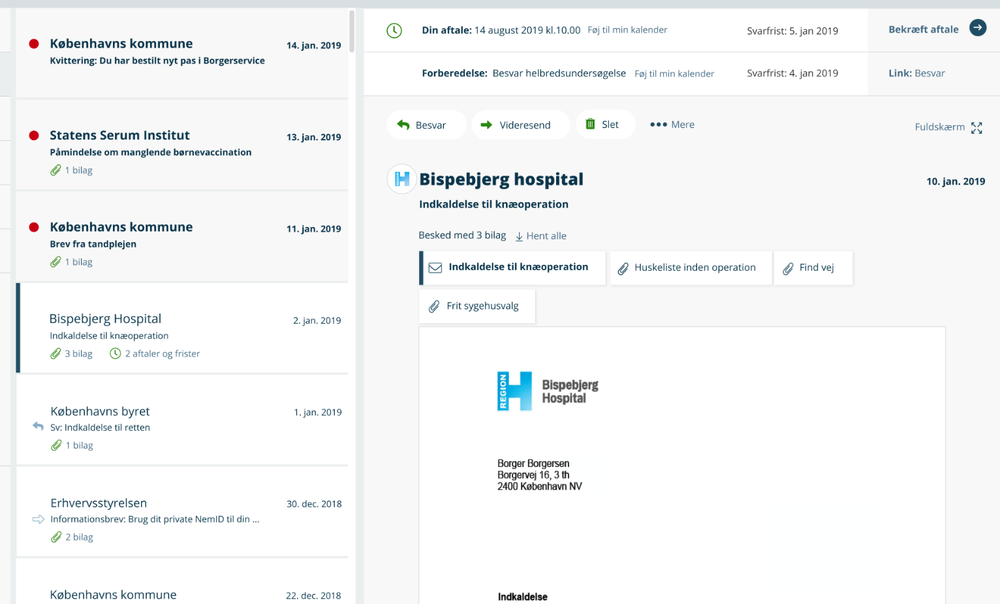 Københavns kommune
14. jan. 2019
Kvittering: Du har bestilt nyt pas i Borgerservice
Statens Serum Institut
13. jan. 2019
Påmindelse om manglende børnevaccination
1 bilag
Københavns kommune
11. jan. 2019
Brev fra tandplejen
1 bilag
Bispebjerg Hospital
2. jan. 2019
Indkaldelse til knæoperation
3 bilag
2 aftaler og frister
Københavns byret
1. jan. 2019
Sv: Indkaldelse til retten
1 bilag
Erhvervsstyrelsen
30. dec. 2018
Informationsbrev: Brug dit private NemID til din ...
2 bilag
Københavns kommune
22. dec. 2018
Din aftale: 14 august 2019 kl.10.00 Føj til min kalender
Svarfrist: 5. jan 2019
Bekræft aftale
Forberedelse: Besvar helbredsundersøgelse Føj til min kalender
Svarfrist: 4. jan 2019
Link: Besvar
Besvar
Videresend
Slet
Mere
Fuldskærm
REGION H
Bispebjerg hospital
10. jan. 2019
Indkaldelse til knæoperation
Besked med 3 bilag
Hent alle
Indkaldelse til knæoperation
Huskeliste inden operation
Find vej
Frit sygehusvalg
REGION H
Bispebjerg
Hospital
Borger Borgersen
Borgervej 16, 3 th
2400 København NV
Indkaldelse